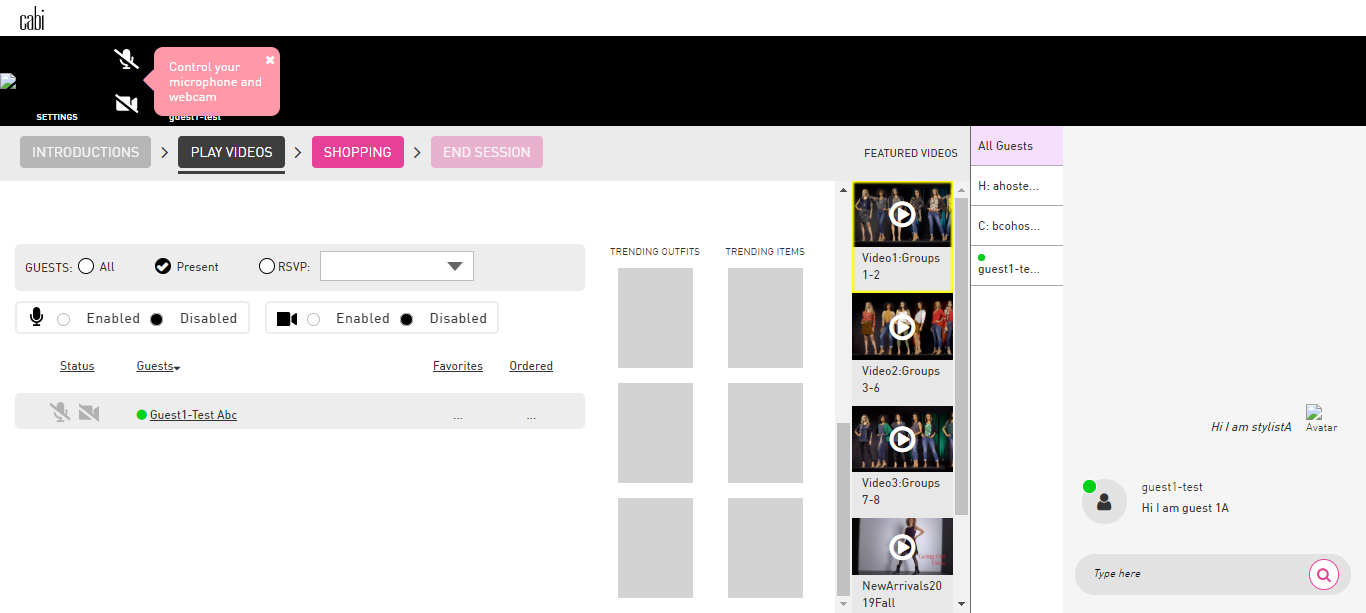 cabi
Control your
microphone and
webcam
SETTINGS
guest1-test
INTRODUCTIONS
PLAY VIDEOS
SHOPPING
END SESSION
FEATURED VIDEOS
GUESTS:
All
Present
RSVP:
Enabled
Disabled
Enabled
Disabled
Status
Guests
Favorites
Ordered
Guest1-Test Abc
...
...
TRENDING OUTFITS
TRENDING ITEMS
Video1:Groups
1-2
Video2:Groups
3-6
Video3:Groups
7-8
NewArrivals20
19Fall
All Guests
H: ahoste...
C: bcohos...
guest1-te...
Hi I am stylistA
Avatar
guest1-test
Hi I am guest 1A
Type here